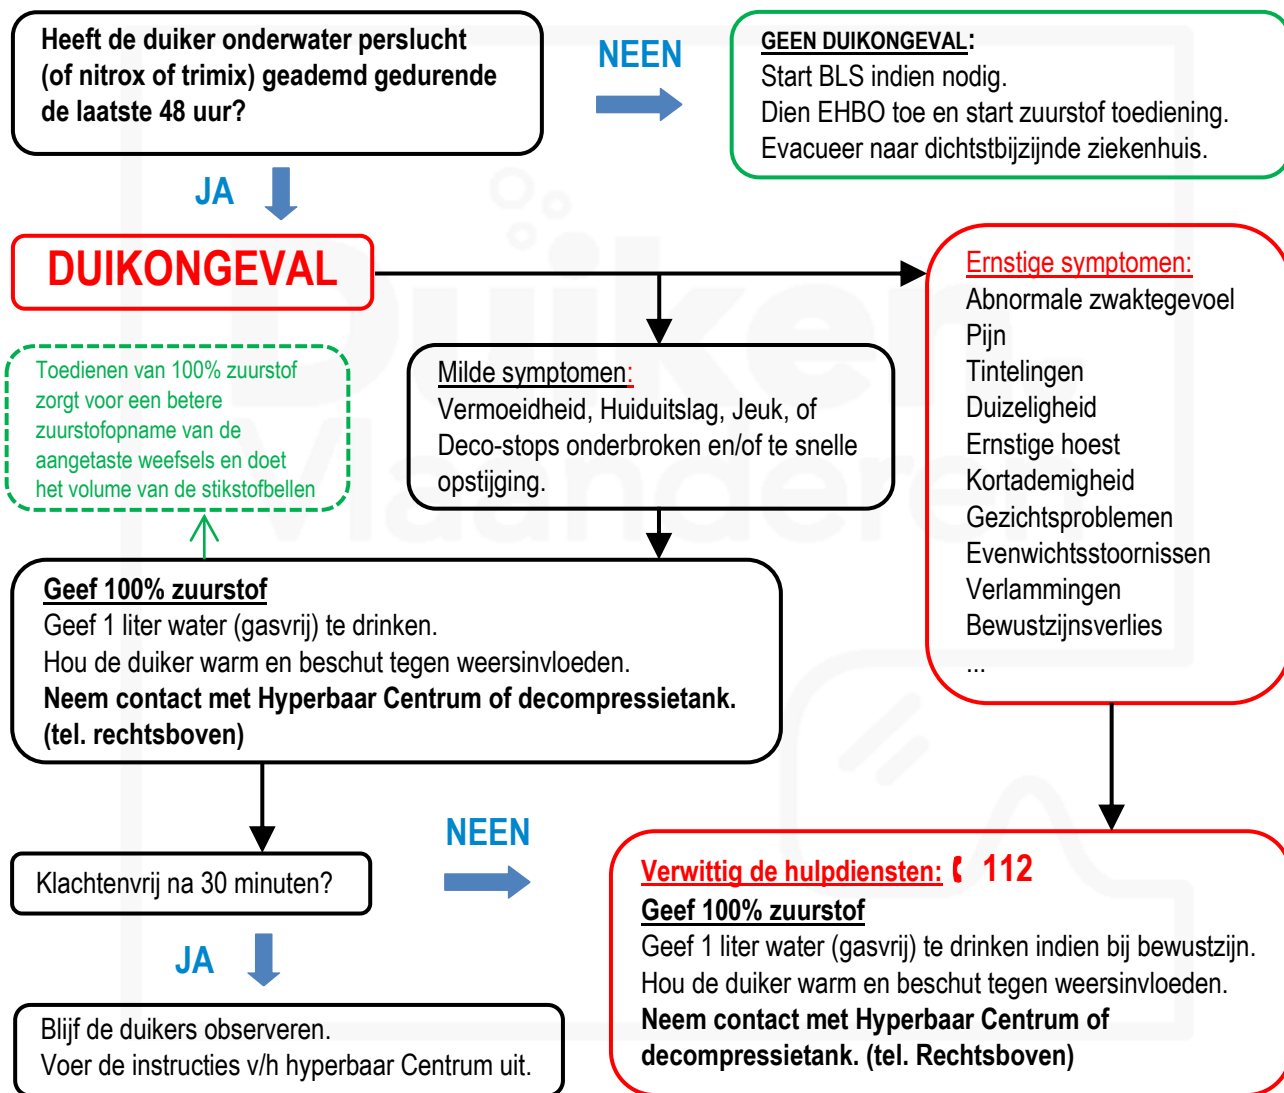 Heeft de duiker onderwater perslucht
(of nitrox of trimix) geademd gedurende
de laatste 48 uur?
NEEN
GEEN DUIKONGEVAL:
Start BLS indien nodig.
Dien EHBO toe en start zuurstof toediening.
Evacueer naar dichtstbijzijnde ziekenhuis.
JA
DUIKONGEVAL
Ernstige symptomen:
Abnormale zwaktegevoel
Pijn
Tintelingen
Duizeligheid
Ernstige hoest
Kortademigheid
Gezichtsproblemen
Evenwichtsstoornissen
Verlammingen
Bewustzijnsverlies
...
Toedienen van 100% zuurstof
zorgt voor een betere
zuurstofopname van de
aangetaste weefsels en doet
het volume van de stikstofbellen
Milde symptomen:
Vermoeidheid, Huiduitslag, Jeuk, of
Deco-stops onderbroken en/of te snelle
opstijging.
Geef 100% zuurstof
Geef 1 liter water (gasvrij) te drinken.
Hou de duiker warm en beschut tegen weersinvloeden.
Neem contact met Hyperbaar Centrum of decompressietank.
(tel. rechtsboven)
Klachtenvrij na 30 minuten?
NEEN
Verwittig de hulpdiensten: 112
Geef 100% zuurstof
Geef 1 liter water (gasvrij) te drinken indien bij bewustzijn.
Hou de duiker warm en beschut tegen weersinvloeden.
Neem contact met Hyperbaar Centrum of
decompressietank. (tel. Rechtsboven)
JA
Blijf de duikers observeren.
Voer de instructies v/h hyperbaar Centrum uit.
Duiken
Vlaanderen